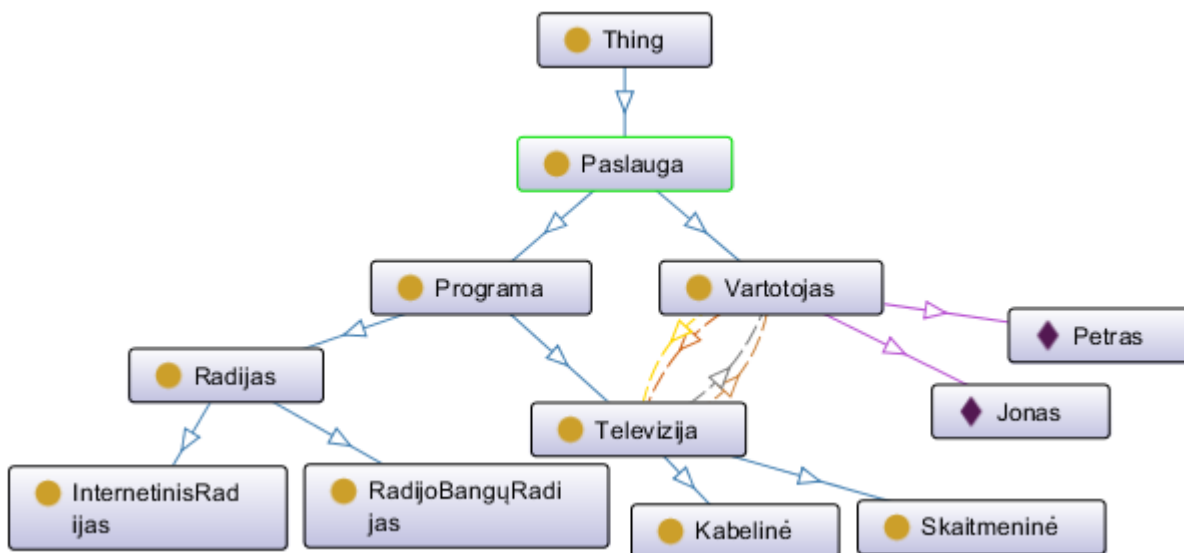 Thing
Paslauga
Programa
Vartotojas
Petras
Radijas
Jonas
Televizija
InternetinisRad
ijas
RadijoBangųRadi
jas
Kabelinė
Skaitmeninė